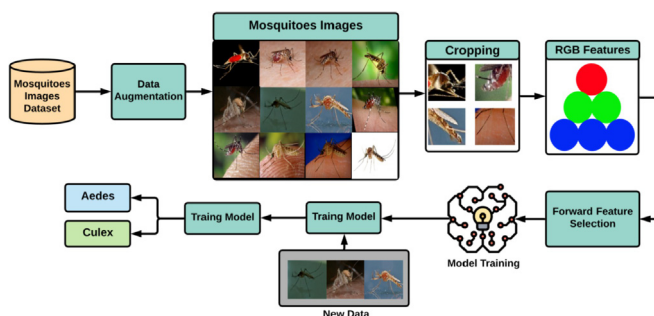 Mosquitoes Images
Cropping
RGB Features
Mosquitoes
Images
Dataset
Data
Augmentation
Aedes
Culex
Traing Model
Traing Model
Model Training
Forward Feature
Selection
New Data